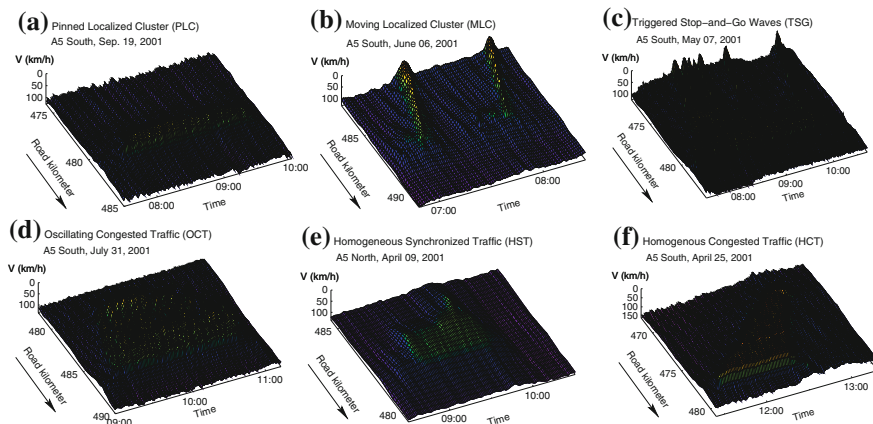 (a) Pinned Localized Cluster (PLC)
A5 South, Sep. 19, 2001
V (km/h)
0
50
100
475
480
485
Road kilometer
08:00
09:00
10:00
Time
(b) Moving Localized Cluster (MLC)
A5 South, June 06, 2001
V (km/h)
0
50
100
485
490
Road kilometer
07:00
08:00
Time
(c) Triggered Stop-and-Go Waves (TSG)
A5 South, May 07, 2001
V (km/h)
0
50
100
475
480
Road kilometer
08:00
09:00
10:00
Time
(d) Oscillating Congested Traffic (OCT)
A5 South, July 31, 2001
V (km/h)
0
50
100
480
485
490
Road kilometer
09:00
10:00
11:00
Time
(e) Homogeneous Synchronized Traffic (HST)
A5 North, April 09, 2001
V (km/h)
0
50
100
485
480
Road kilometer
09:00
10:00
Time
(f) Homogenous Congested Traffic (HCT)
A5 South, April 25, 2001
V (km/h)
0
50
100
150
470
475
480
Road kilometer
12:00
13:00
Time